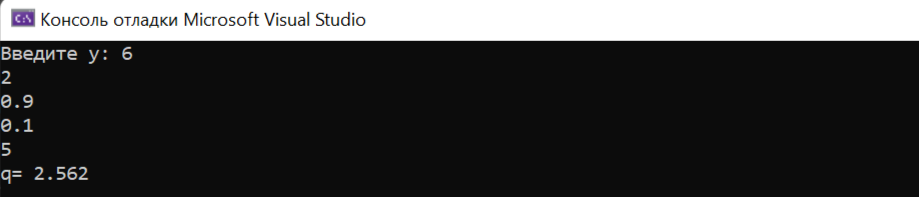 C:\ Консоль отладки Microsoft Visual Studio
Введите y: 6
2
0.9
0.1
5
q= 2.562